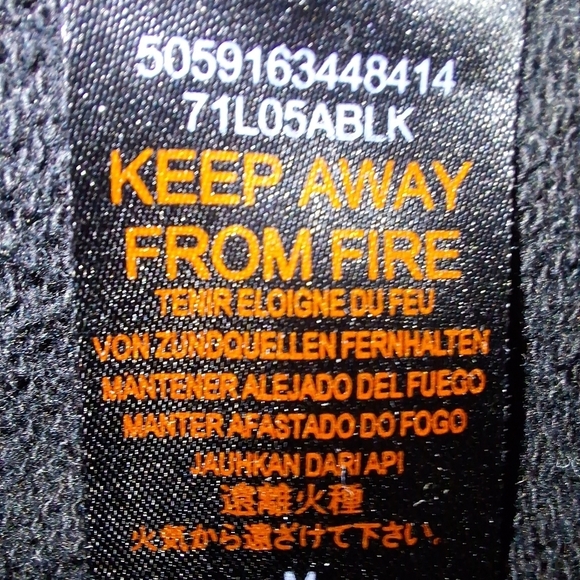 5059163448414
71L05ABLK
KEEP AWAY
FROM FIRE
TENIR ELOIGNE DU FEU
VON ZUNDQUELLEN FERNHALTEN
MANTENER ALEJADO DEL FUEGO
MANTER AFASTADO DO FOGO
JAUHKAN DARI API
遠離火種
火気から遠ざけて下さい。
M